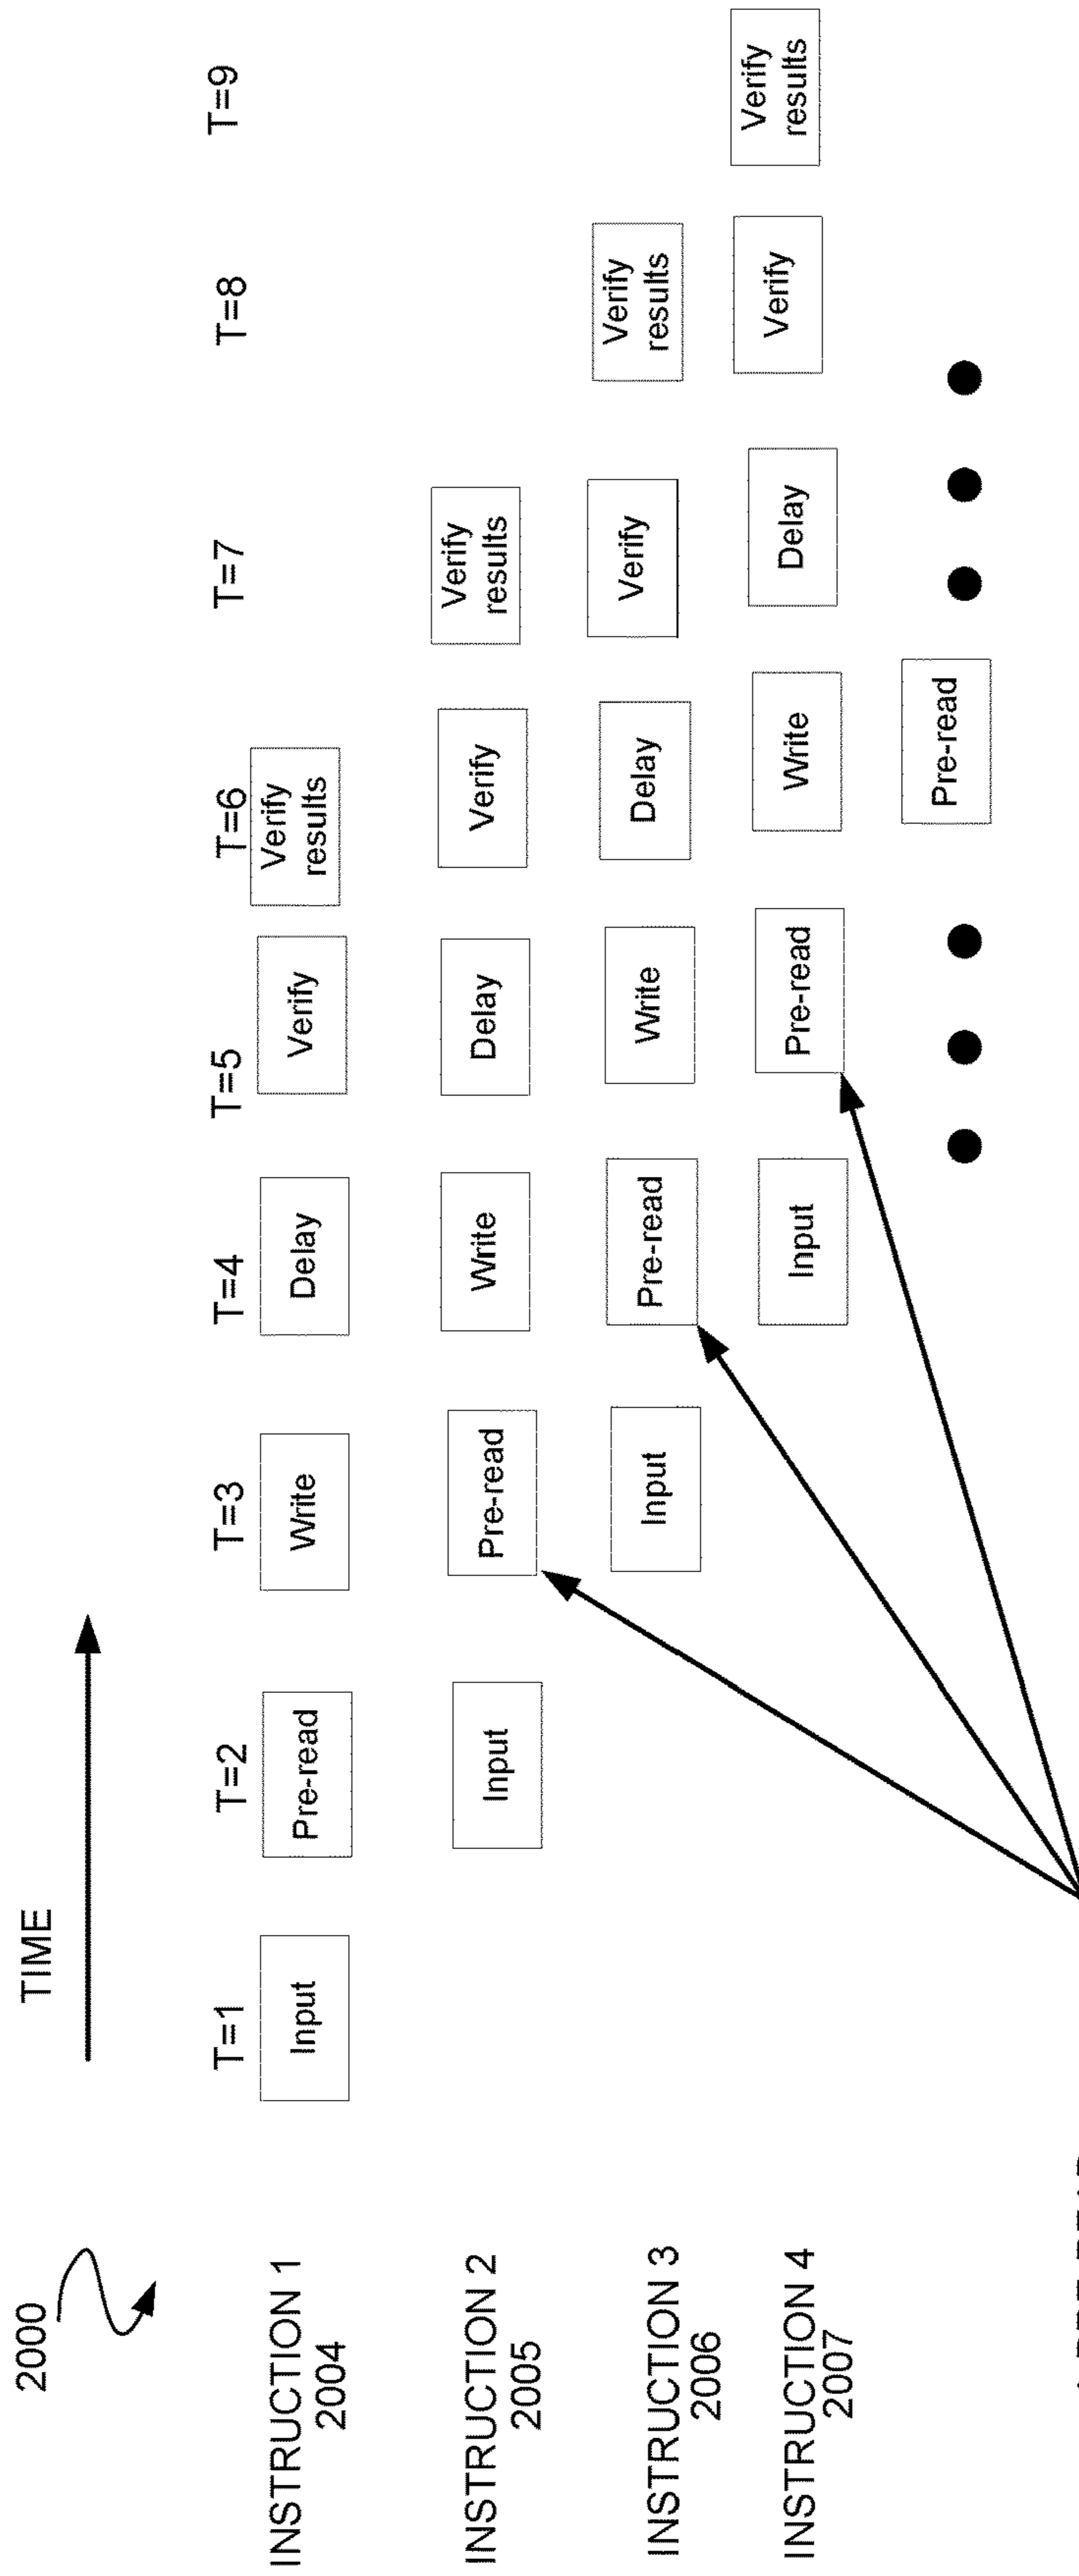 2000
TIME
T=1
T=2
T=3
T=4
T=5
T=6
T=7
T=8
T=9
INSTRUCTION 1
2004
Input
Pre-read
Write
Delay
Verify
Verify
results
INSTRUCTION 2
2005
Input
Pre-read
Write
Delay
Verify
Verify
results
INSTRUCTION 3
2006
Input
Pre-read
Write
Delay
Verify
Verify
results
INSTRUCTION 4
2007
Input
Pre-read
Write
Delay
Verify
Verify
results
Pre-read